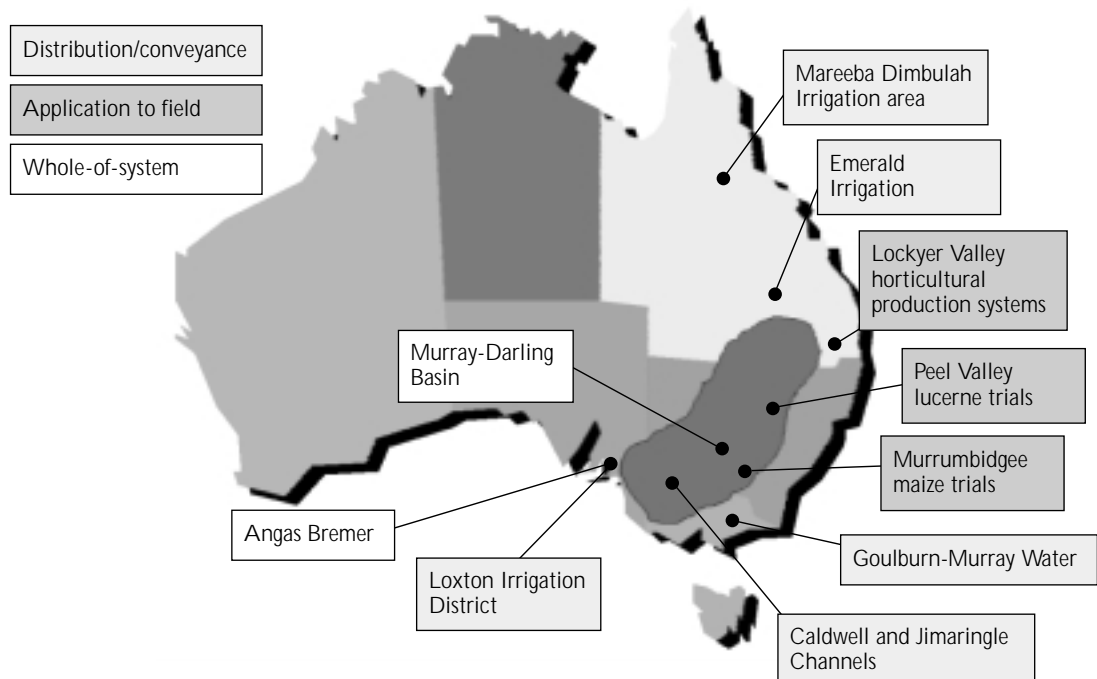 Distribution/conveyance
Application to field
Whole-of-system
Mareeba Dimbulah
Irrigation area
Emerald
Irrigation
Lockyer Valley
horticultural
production systems
Murray-Darling
Basin
Peel Valley
lucerne trials
Murrumbidgee
maize trials
Angas Bremer
Goulburn-Murray Water
Loxton Irrigation
District
Caldwell and Jimaringle
Channels